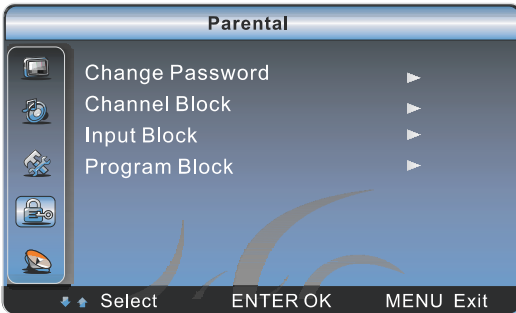 Parental
Change Password
Channel Block
Input Block
Program Block
Select ENTER OK MENU Exit